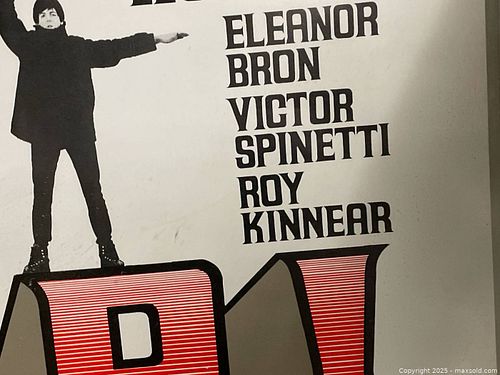 ELEANOR
BRON
VICTOR
SPINETTI
ROY
KINNEAR
Copyright 2025 - maxsold.com